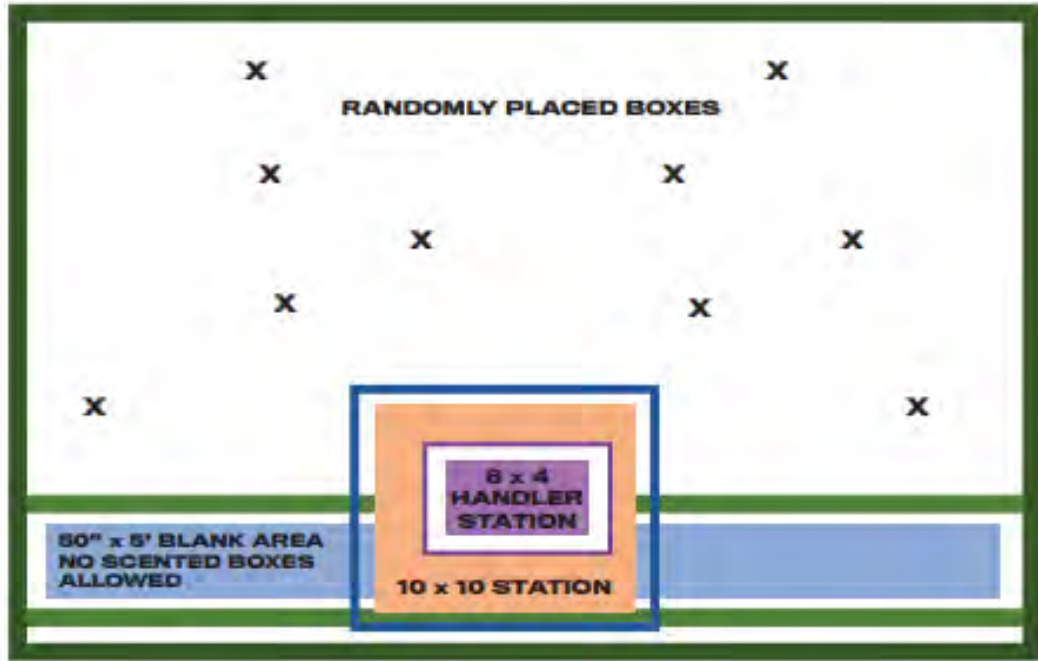 X X
RANDOMLY PLACED BOXES
X X
X X
X X
X X
6 x 4
HANDLER
STATION
50" x 5' BLANK AREA
NO SCENTED BOXES
ALLOWED
10 x 10 STATION